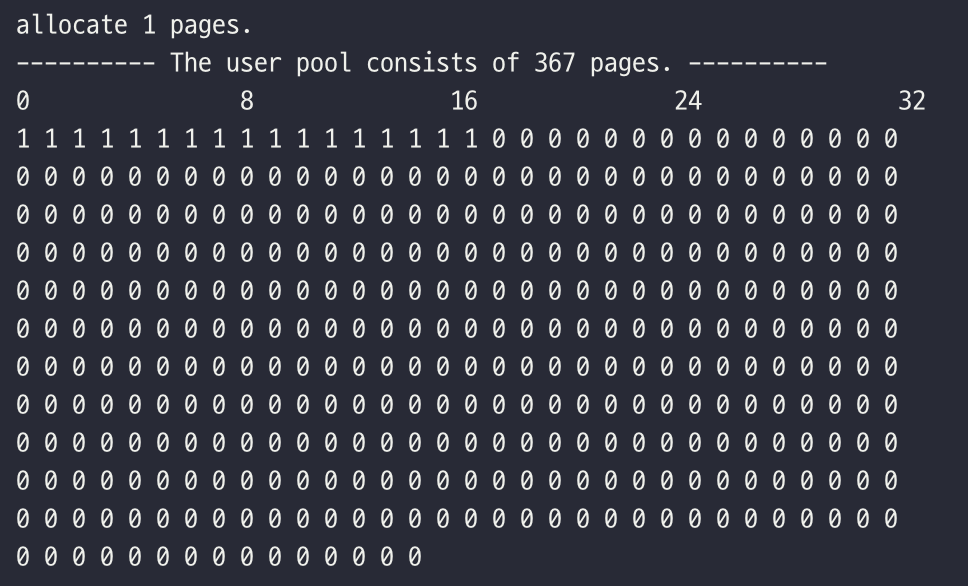 allocate 1 pages.
---------- The user pool consists of 367 pages. ----------
0               8              16              24              32
1 1 1 1 1 1 1 1 1 1 1 1 1 1 1 1 1 0 0 0 0 0 0 0 0 0 0 0 0 0 0 0
0 0 0 0 0 0 0 0 0 0 0 0 0 0 0 0 0 0 0 0 0 0 0 0 0 0 0 0 0 0 0 0
0 0 0 0 0 0 0 0 0 0 0 0 0 0 0 0 0 0 0 0 0 0 0 0 0 0 0 0 0 0 0 0
0 0 0 0 0 0 0 0 0 0 0 0 0 0 0 0 0 0 0 0 0 0 0 0 0 0 0 0 0 0 0 0
0 0 0 0 0 0 0 0 0 0 0 0 0 0 0 0 0 0 0 0 0 0 0 0 0 0 0 0 0 0 0 0
0 0 0 0 0 0 0 0 0 0 0 0 0 0 0 0 0 0 0 0 0 0 0 0 0 0 0 0 0 0 0 0
0 0 0 0 0 0 0 0 0 0 0 0 0 0 0 0 0 0 0 0 0 0 0 0 0 0 0 0 0 0 0 0
0 0 0 0 0 0 0 0 0 0 0 0 0 0 0 0 0 0 0 0 0 0 0 0 0 0 0 0 0 0 0 0
0 0 0 0 0 0 0 0 0 0 0 0 0 0 0 0 0 0 0 0 0 0 0 0 0 0 0 0 0 0 0 0
0 0 0 0 0 0 0 0 0 0 0 0 0 0 0 0 0 0 0 0 0 0 0 0 0 0 0 0 0 0 0 0
0 0 0 0 0 0 0 0 0 0 0 0 0 0 0 0 0 0 0 0 0 0 0 0 0 0 0 0 0 0 0 0
0 0 0 0 0 0 0 0 0 0 0 0 0 0 0